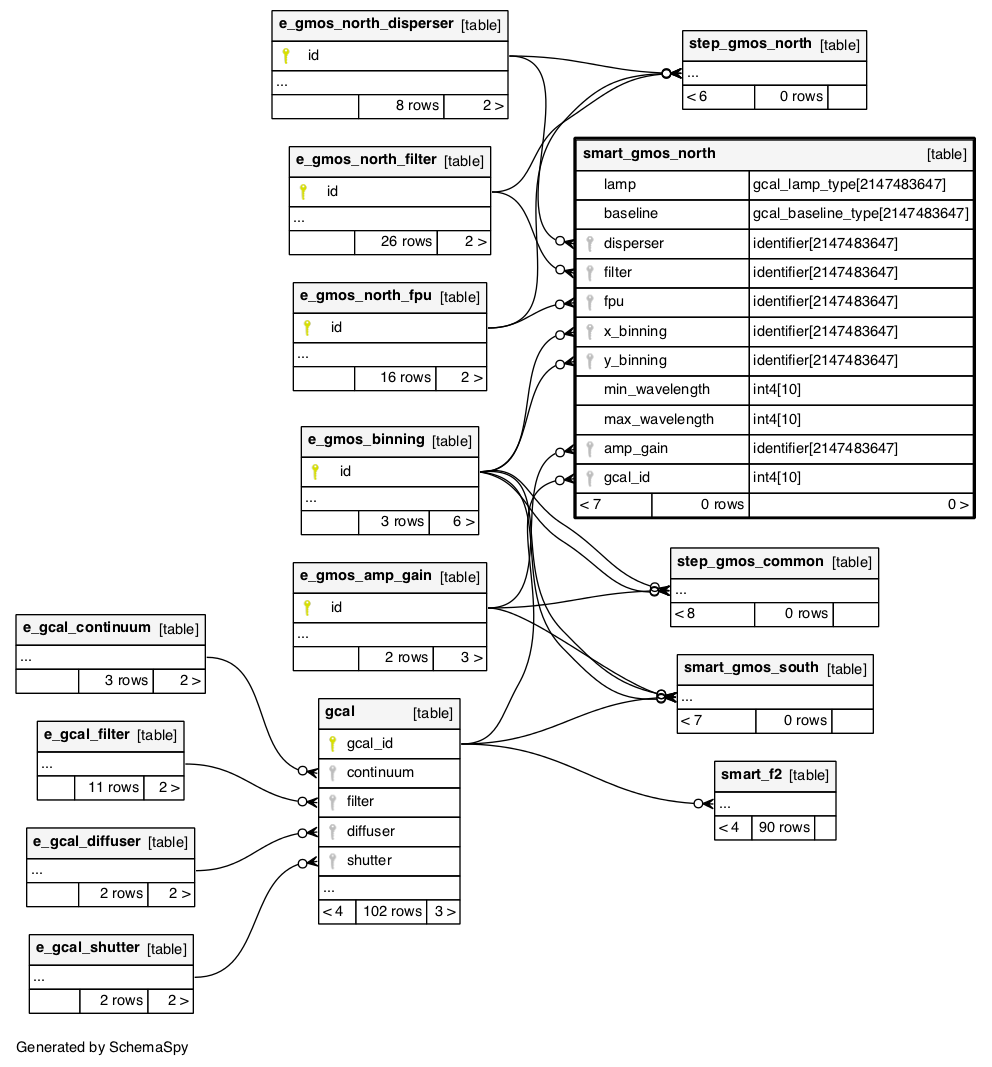 e_gmos_north_disperser [table]
id
...
8 rows 2 >
step_gmos_north [table]
...
< 6 0 rows
e_gmos_north_filter [table]
id
...
26 rows 2 >
smart_gmos_north [table]
lamp gcal_lamp_type[2147483647]
baseline gcal_baseline_type[2147483647]
disperser identifier[2147483647]
filter identifier[2147483647]
fpu identifier[2147483647]
x_binning identifier[2147483647]
y_binning identifier[2147483647]
min_wavelength int4[10]
max_wavelength int4[10]
amp_gain identifier[2147483647]
gcal_id int4[10]
< 7 0 rows 0 >
e_gmos_north_fpu [table]
id
...
16 rows 2 >
e_gmos_binning [table]
id
...
3 rows 6 >
e_gmos_amp_gain [table]
id
...
2 rows 3 >
step_gmos_common [table]
...
< 8 0 rows
e_gcal_continuum [table]
...
3 rows 2 >
smart_gmos_south [table]
...
< 7 0 rows
gcal [table]
gcal_id
continuum
filter
diffuser
shutter
...
< 4 102 rows 3 >
e_gcal_filter [table]
...
11 rows 2 >
smart_f2 [table]
...
< 4 90 rows
e_gcal_diffuser [table]
...
2 rows 2 >
e_gcal_shutter [table]
...
2 rows 2 >
Generated by SchemaSpy